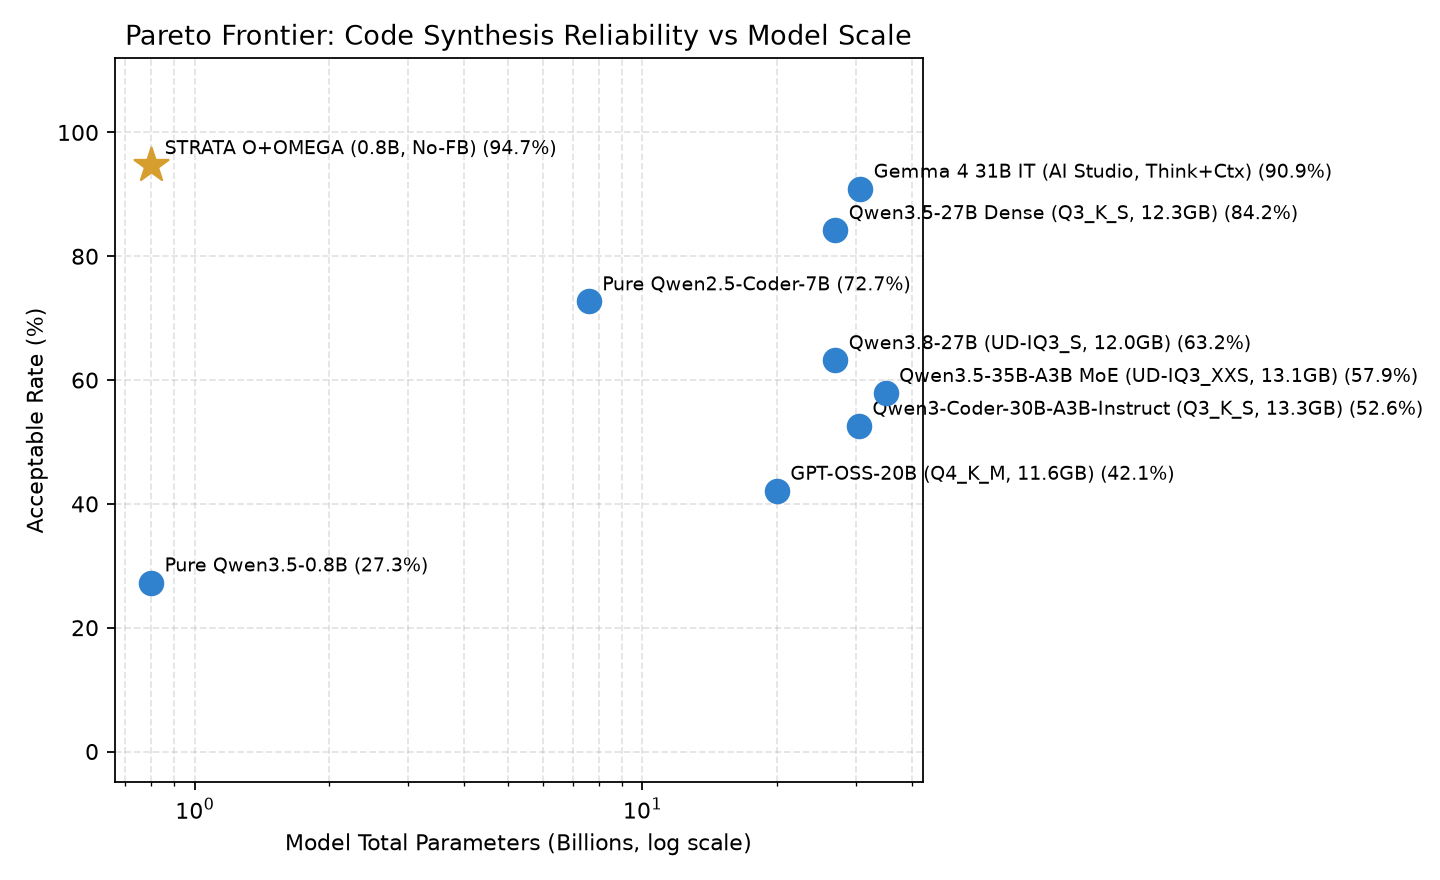 Pareto Frontier: Code Synthesis Reliability vs Model Scale
100
STRATA O+OMEGA (0.8B, No-FB) (94.7%)
Gemma 4 31B IT (AI Studio, Think+Ctx) (90.9%)
Qwen3.5-27B Dense (Q3_K_S, 12.3GB) (84.2%)
80
Pure Qwen2.5-Coder-7B (72.7%)
Qwen3.8-27B (UD-IQ3_S, 12.0GB) (63.2%)
60
Qwen3.5-35B-A3B MoE (UD-IQ3_XXS, 13.1GB) (57.9%)
Qwen3-Coder-30B-A3B-Instruct (Q3_K_S, 13.3GB) (52.6%)
GPT-OSS-20B (Q4_K_M, 11.6GB) (42.1%)
40
Pure Qwen3.5-0.8B (27.3%)
20
0
Acceptable Rate (%)
10⁰
10¹
Model Total Parameters (Billions, log scale)